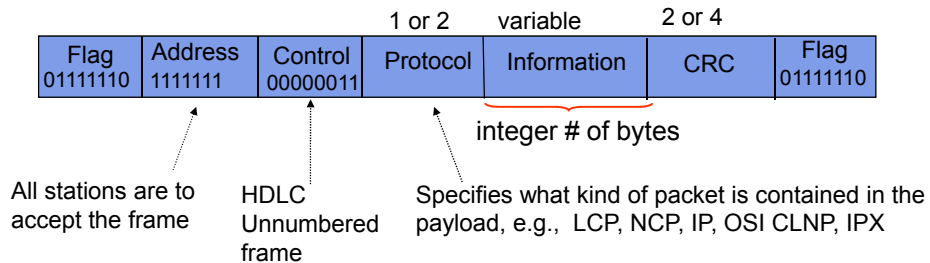 1 or 2 variable 2 or 4
Flag Address Control Protocol Information CRC Flag
01111110 1111111 00000011 01111110
integer # of bytes
All stations are to
accept the frame
HDLC
Unnumbered
frame
Specifies what kind of packet is contained in the
payload, e.g., LCP, NCP, IP, OSI CLNP, IPX